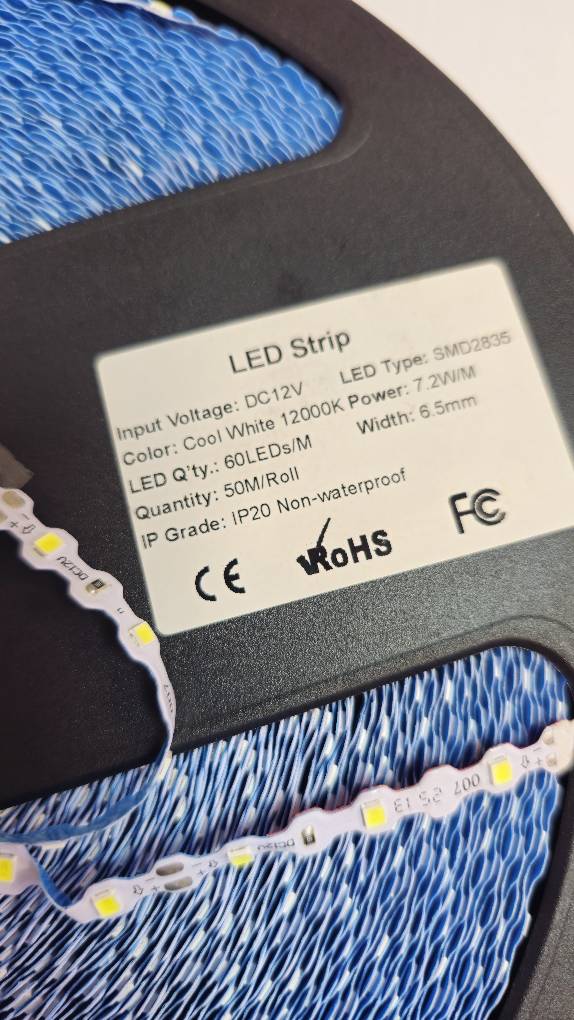 LED Strip
Input Voltage: DC12V LED Type: SMD2835
Color: Cool White 12000K Power: 7.2W/M
LED Q'ty.: 60LEDs/M Width: 6.5mm
Quantity: 50M/Roll
IP Grade: IP20 Non-waterproof
CE RoHS FC
+ DC12V
007 25 13
DC12V + +